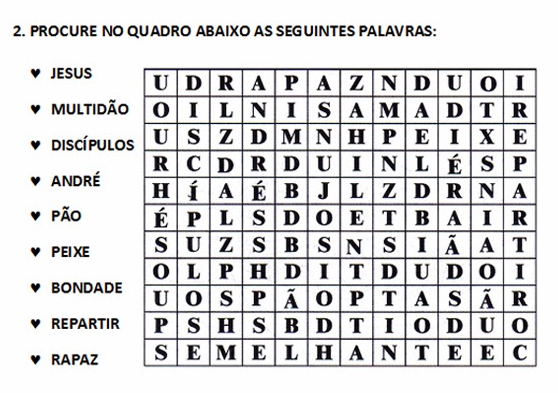 2. PROCURE NO QUADRO ABAIXO AS SEGUINTES PALAVRAS:
♥ JESUS
♥ MULTIDÃO
♥ DISCÍPULOS
♥ ANDRÉ
♥ PÃO
♥ PEIXE
♥ BONDADE
♥ REPARTIR
♥ RAPAZ
U D R A P A Z N D U O I
O I L N I S A M A D T R
U S Z D M N H P E I X E
R C D R D U I N L É S P
H Í A É B J L Z D R N A
É P L S D O E T B A I R
S U Z S B S N S I Ã A T
O L P H D I T D U D O I
U O S P Ã O P T A S Ã R
P S H S B D T I O D U O
S E M E L H A N T E E C